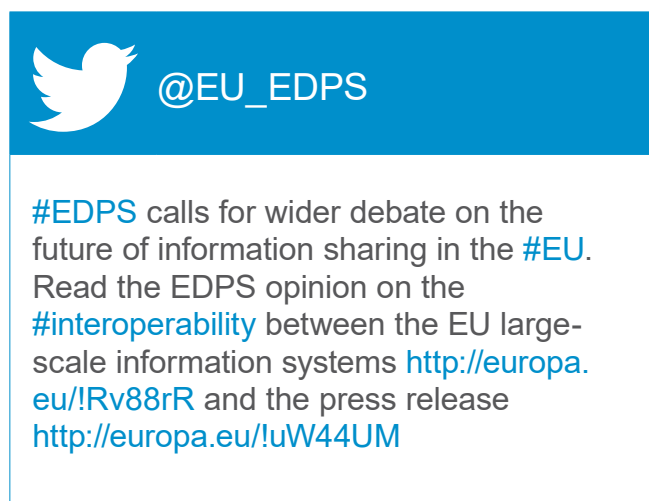 @EU_EDPS
#EDPS calls for wider debate on the
future of information sharing in the #EU.
Read the EDPS opinion on the
#interoperability between the EU large-
scale information systems http://europa.
eu/!Rv88rR and the press release
http://europa.eu/!uW44UM